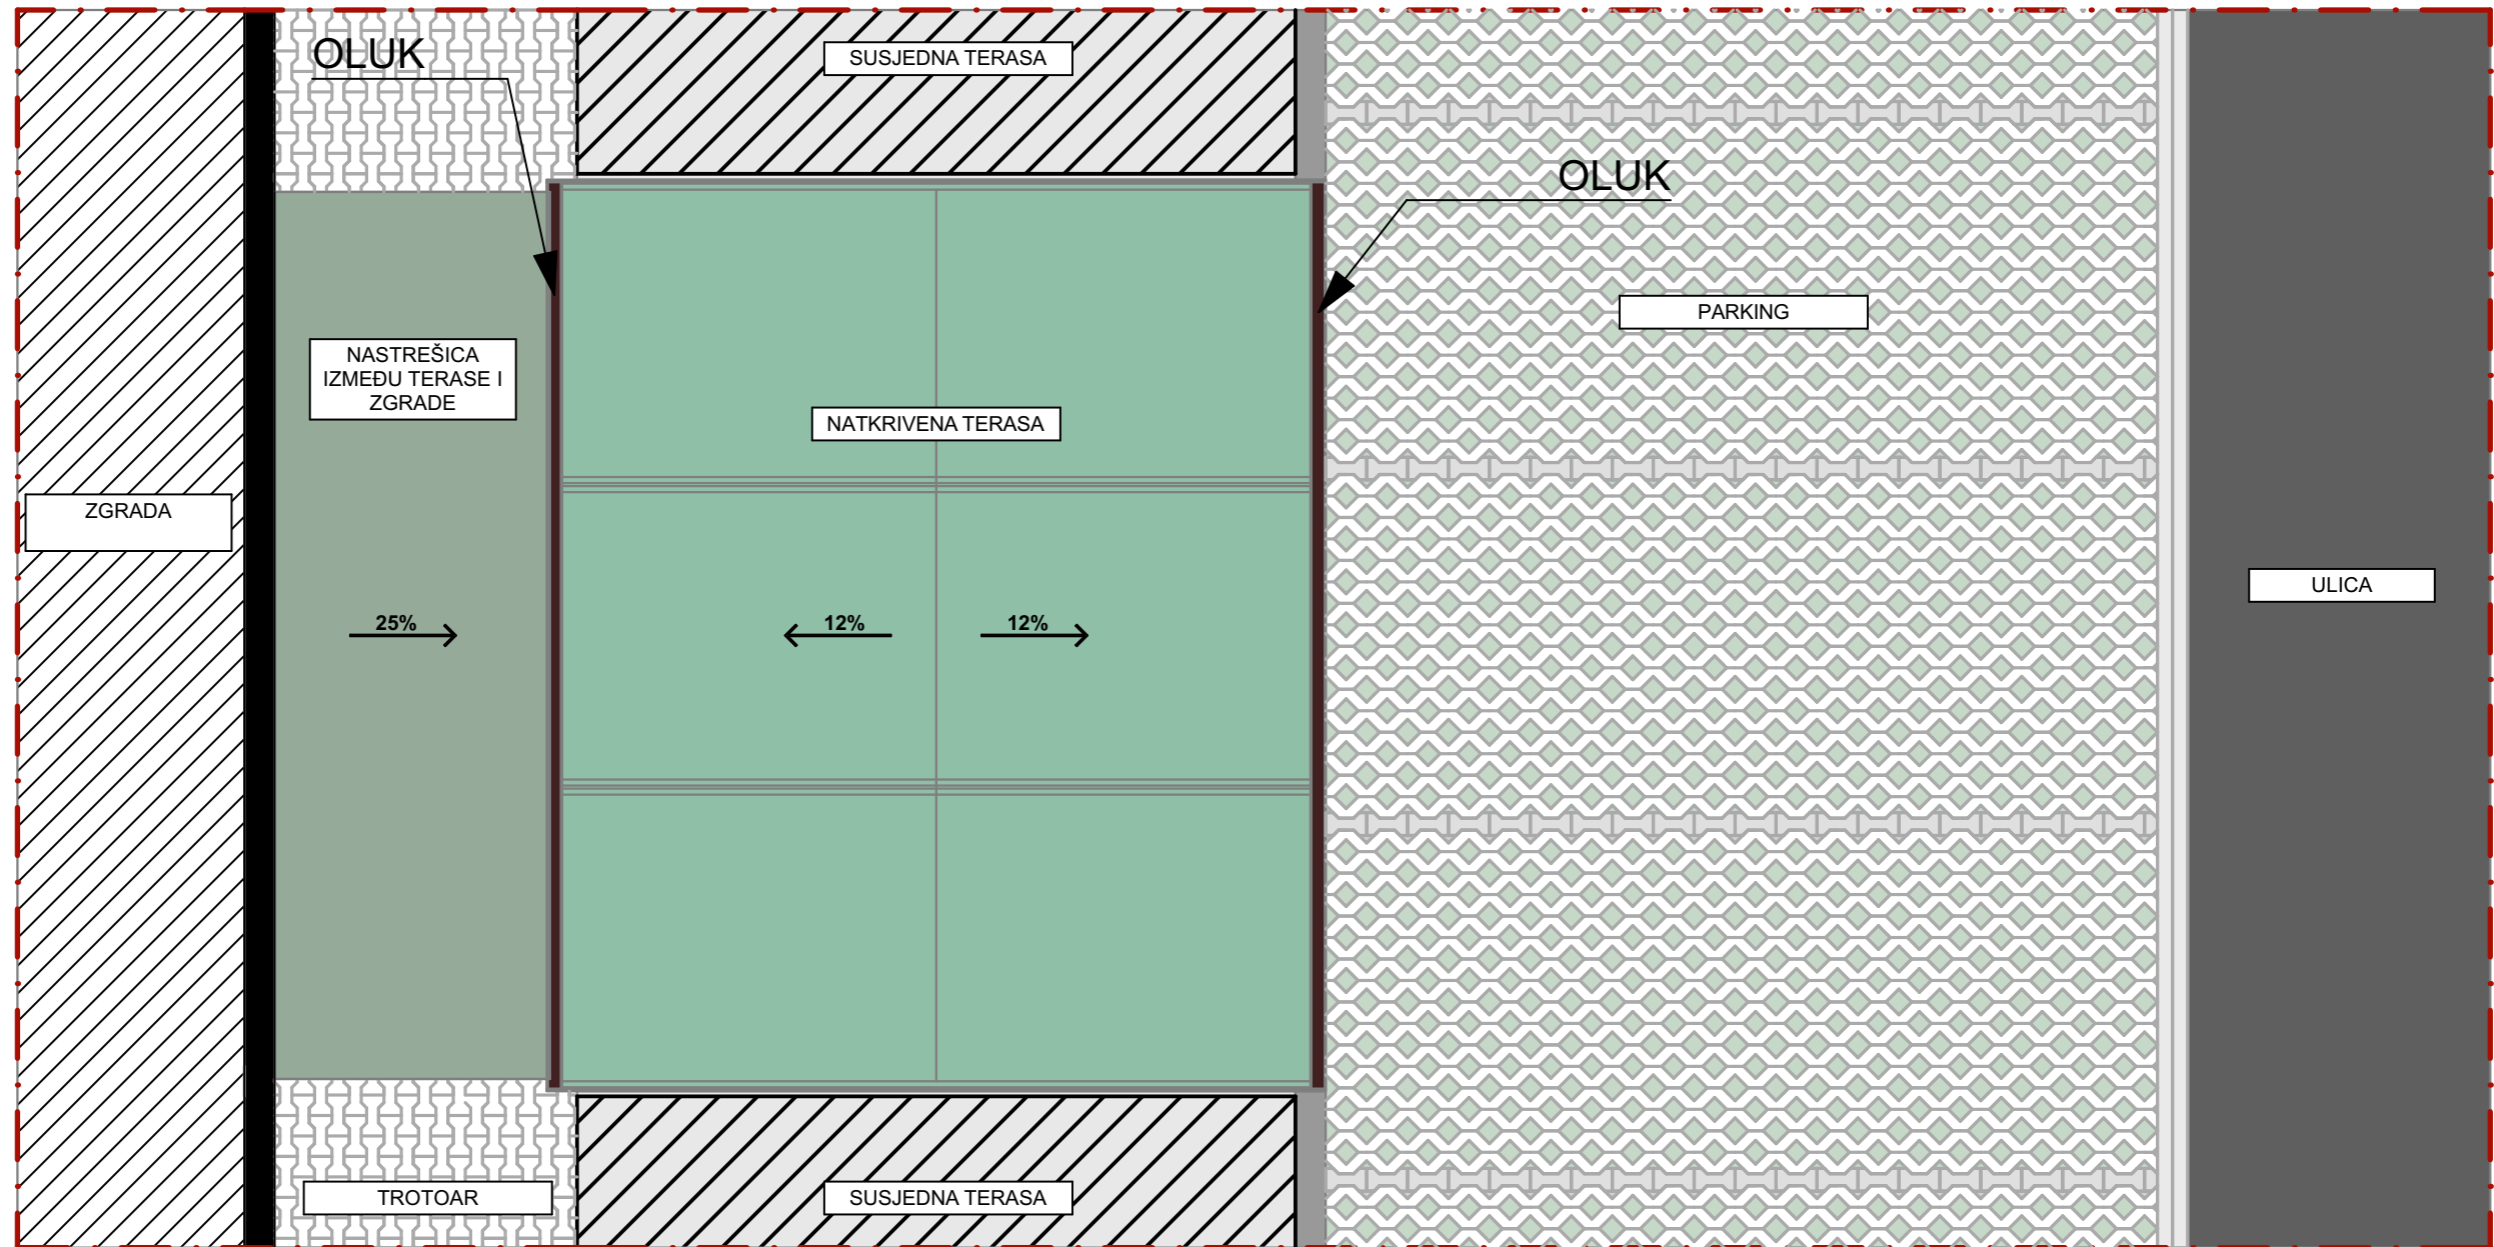 OLUK
SUSJEDNA TERASA
OLUK
PARKING
NASTREŠICA
IZMEĐU TERASE I
ZGRADE
NATKRIVENA TERASA
ZGRADA
ULICA
25%
12%
12%
TROTOAR
SUSJEDNA TERASA